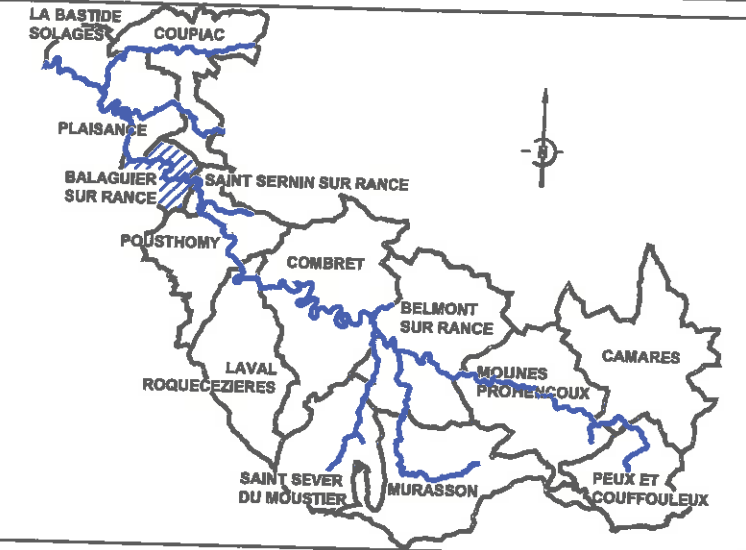 LA BASTIDE
SOLAGES
COUPIAC
PLAISANCE
BALAGUIER
SUR RANCE
SAINT SERNIN SUR RANCE
POUSTHOMY
COMBRET
BELMONT
SUR RANCE
LAVAL
ROQUECEZIERES
MOUNES
PROHENCOUX
CAMARES
SAINT SEVER
DU MOUSTIER
MURASSON
PEUX ET
COUFFOULEUX
N